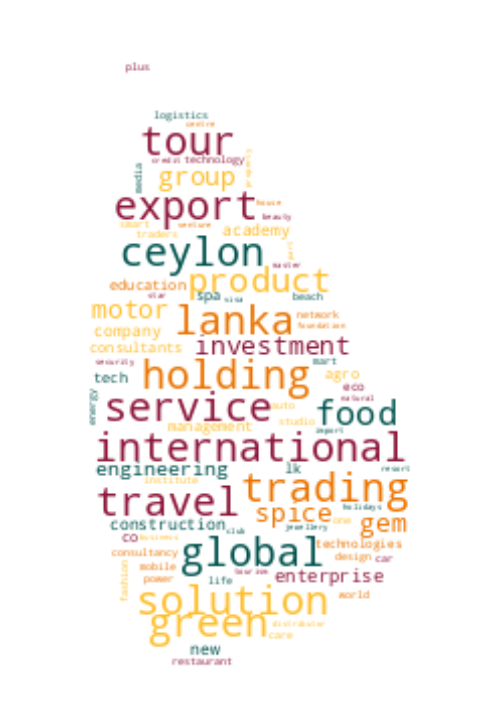 plus
logistics
centre
tour
credit technology
media
group
property
export
house
beauty
smart venture
traders academy
ceylon
port
master
education product
star spa visa beach
motor lanka network
company foundation
consultants investment
security mart
tech holding agro
eco
energy natural
service auto food
management studio
import
international
engineering lk resort
institute
travel trading
holidays
spice one gem
construction club jewellery
co business
global technologies
consultancy design car
mobile tourism
fashion power life enterprise
solution world
green distributor
care
new
restaurant